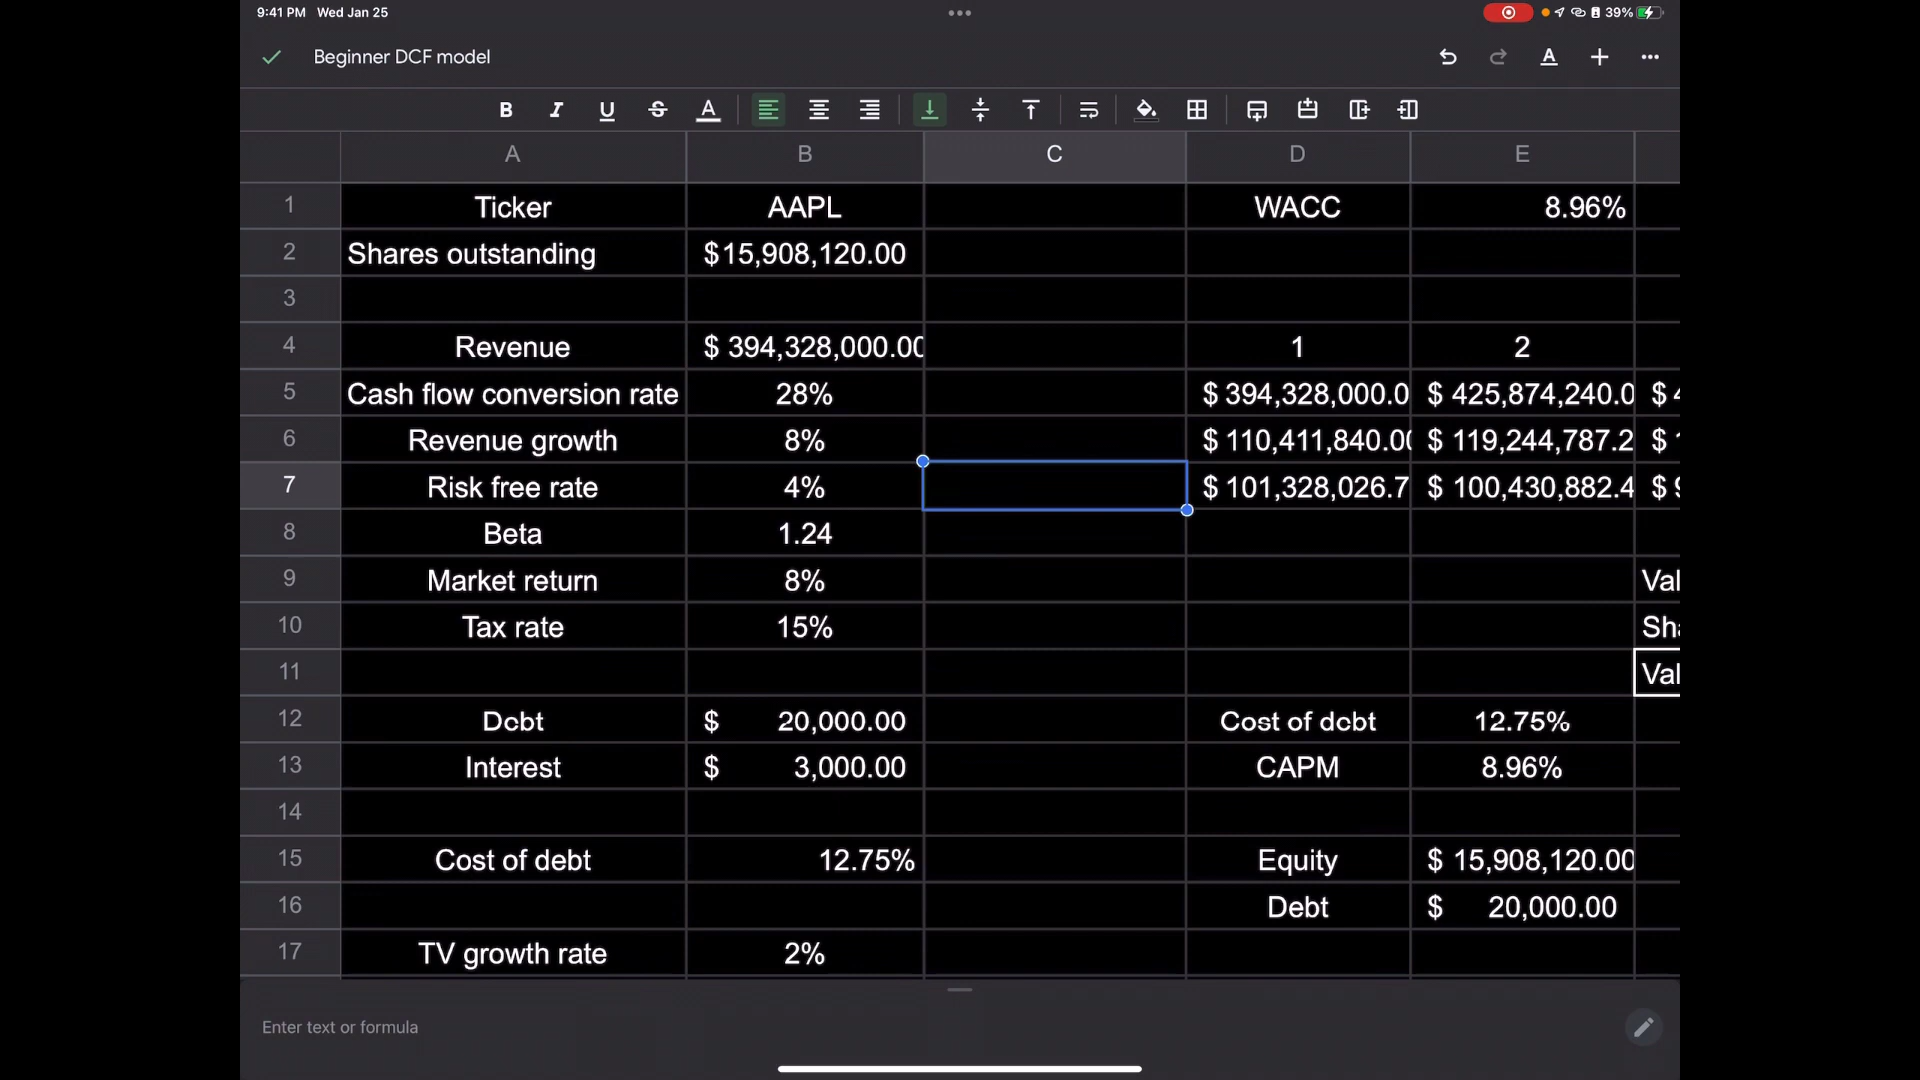 9:41 PM Wed Jan 25
39%
Beginner DCF model
B I U S A
A B C D E
1 Ticker AAPL WACC 8.96%
2 Shares outstanding $15,908,120.00
3
4 Revenue $ 394,328,000.00 1 2
5 Cash flow conversion rate 28% $ 394,328,000.0 $ 425,874,240.0 $ 4
6 Revenue growth 8% $ 110,411,840.00 $ 119,244,787.2 $ 1
7 Risk free rate 4% $ 101,328,026.7 $ 100,430,882.4 $ 9
8 Beta 1.24
9 Market return 8% Val
10 Tax rate 15% Sha
11 Val
12 Debt $ 20,000.00 Cost of debt 12.75%
13 Interest $ 3,000.00 CAPM 8.96%
14
15 Cost of debt 12.75% Equity $ 15,908,120.00
16 Debt $ 20,000.00
17 TV growth rate 2%
Enter text or formula